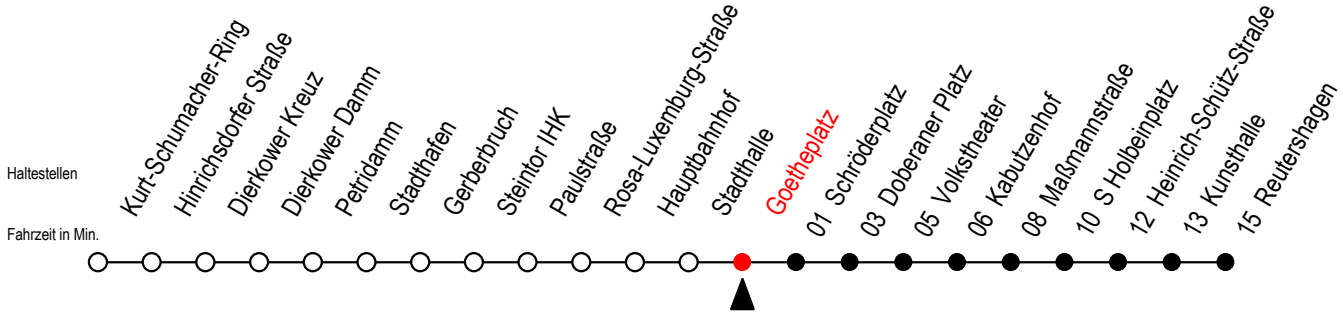 Haltestellen
Fahrzeit in Min.
Kurt-Schumacher-Ring
Hinrichsdorfer Straße
Dierkower Kreuz
Dierkower Damm
Petridamm
Stadthafen
Gerberbruch
Steintor IHK
Paulstraße
Rosa-Luxemburg-Straße
Hauptbahnhof
Stadthalle
Goetheplatz
01 Schröderplatz
03 Doberaner Platz
05 Volkstheater
06 Kabutzenhof
08 Maßmannstraße
10 S Holbeinplatz
12 Heinrich-Schütz-Straße
13 Kunsthalle
15 Reutershagen